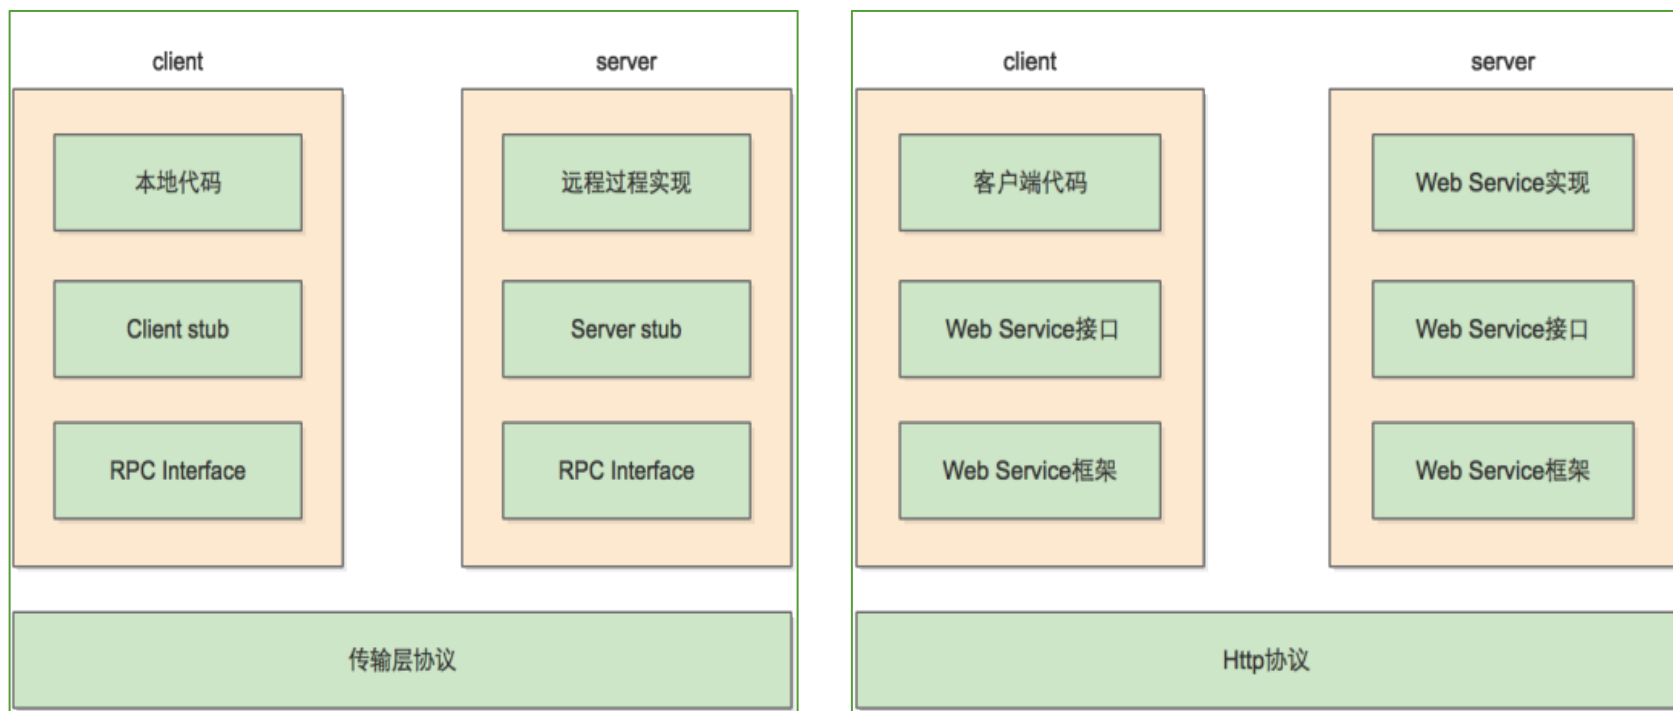 client
server
本地代码
远程过程实现
Client stub
Server stub
RPC Interface
RPC Interface
传输层协议
client
server
客户端代码
Web Service实现
Web Service接口
Web Service接口
Web Service框架
Web Service框架
Http协议